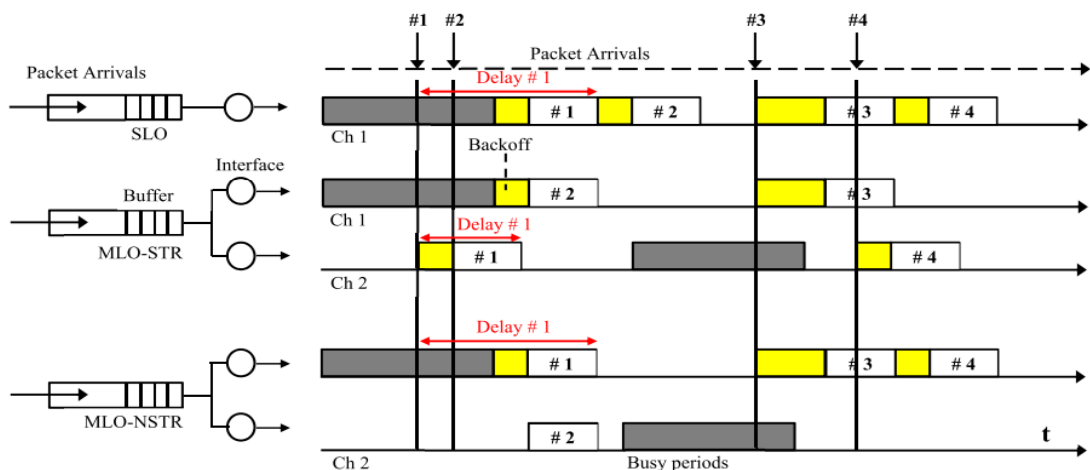 #1 #2 #3 #4
Packet Arrivals
Packet Arrivals
Delay # 1
# 1 # 2 # 3 # 4
SLO
Ch 1
Backoff
Interface
Buffer
# 2 # 3
Ch 1
Delay # 1
MLO-STR
# 1 # 4
Ch 2
Delay # 1
# 1 # 3 # 4
MLO-NSTR
# 2
t
Ch 2
Busy periods